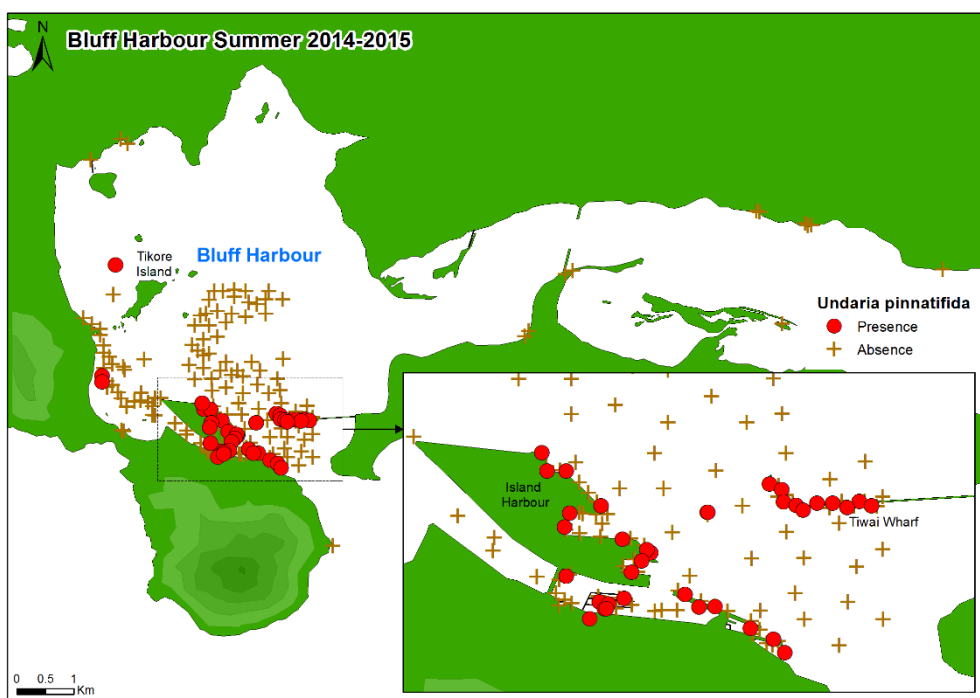 Bluff Harbour Summer 2014-2015
N
Tikore
Island
Bluff Harbour
Undaria pinnatifida
Presence
Absence
Island
Harbour
Tiwai Wharf
0 0.5 1
Km